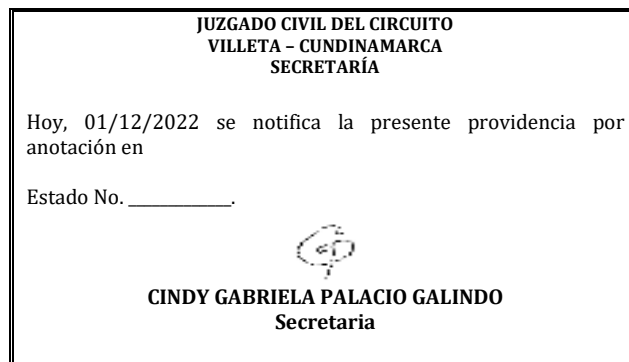 JUZGADO CIVIL DEL CIRCUITO
VILLETA – CUNDINAMARCA
SECRETARÍA
Hoy, 01/12/2022 se notifica la presente providencia por
anotación en
Estado No. ____________.
CINDY GABRIELA PALACIO GALINDO
Secretaria